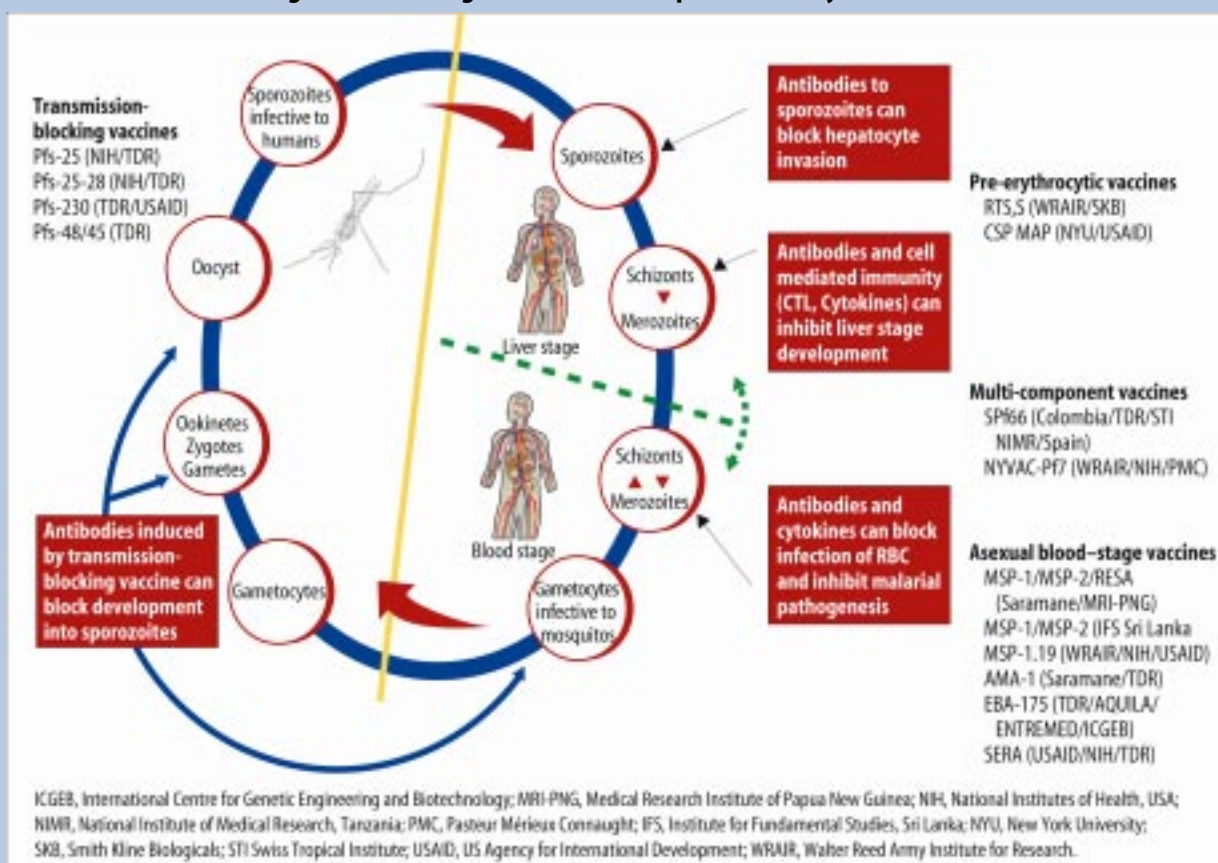 Transmission-
blocking vaccines
Pfs-25 (NIH/TDR)
Pfs-25-28 (NIH/TDR)
Pfs-230 (TDR/USAID)
Pfs-48/45 (TDR)
Sporozoites
infective to
humans
Oocyst
Ookinetes
Zygotes
Gametes
Antibodies induced
by transmission-
blocking vaccine can
block development
into sporozoites
Gametocytes
Sporozoites
Liver stage
Schizonts
Merozoites
Blood stage
Schizonts
Merozoites
Gametocytes
infective to
mosquitos
Antibodies to
sporozoites can
block hepatocyte
invasion
Antibodies and cell
mediated immunity
(CTL, Cytokines) can
inhibit liver stage
development
Antibodies and
cytokines can block
infection of RBC
and inhibit malarial
pathogenesis
Pre-erythrocytic vaccines
RTS,S (WRAIR/SKB)
CSP MAP (NYU/USAID)
Multi-component vaccines
SPf66 (Colombia/TDR/STI
NIMR/Spain)
NYVAC-Pf7 (WRAIR/NIH/PMC)
Asexual blood–stage vaccines
MSP-1/MSP-2/RESA
(Saramane/MRI-PNG)
MSP-1/MSP-2 (IFS Sri Lanka
MSP-1.19 (WRAIR/NIH/USAID)
AMA-1 (Saramane/TDR)
EBA-175 (TDR/AQUILA/
ENTREMED/ICGEB)
SERA (USAID/NIH/TDR)
ICGEB, International Centre for Genetic Engineering and Biotechnology; MRI-PNG, Medical Research Institute of Papua New Guinea; NIH, National Institutes of Health, USA;
NIMR, National Institute of Medical Research, Tanzania; PMC, Pasteur Mérieux Connaught; IFS, Institute for Fundamental Studies, Sri Lanka; NYU, New York University;
SKB, Smith Kline Biologicals; STI Swiss Tropical Institute; USAID, US Agency for International Development; WRAIR, Walter Reed Army Institute for Research.